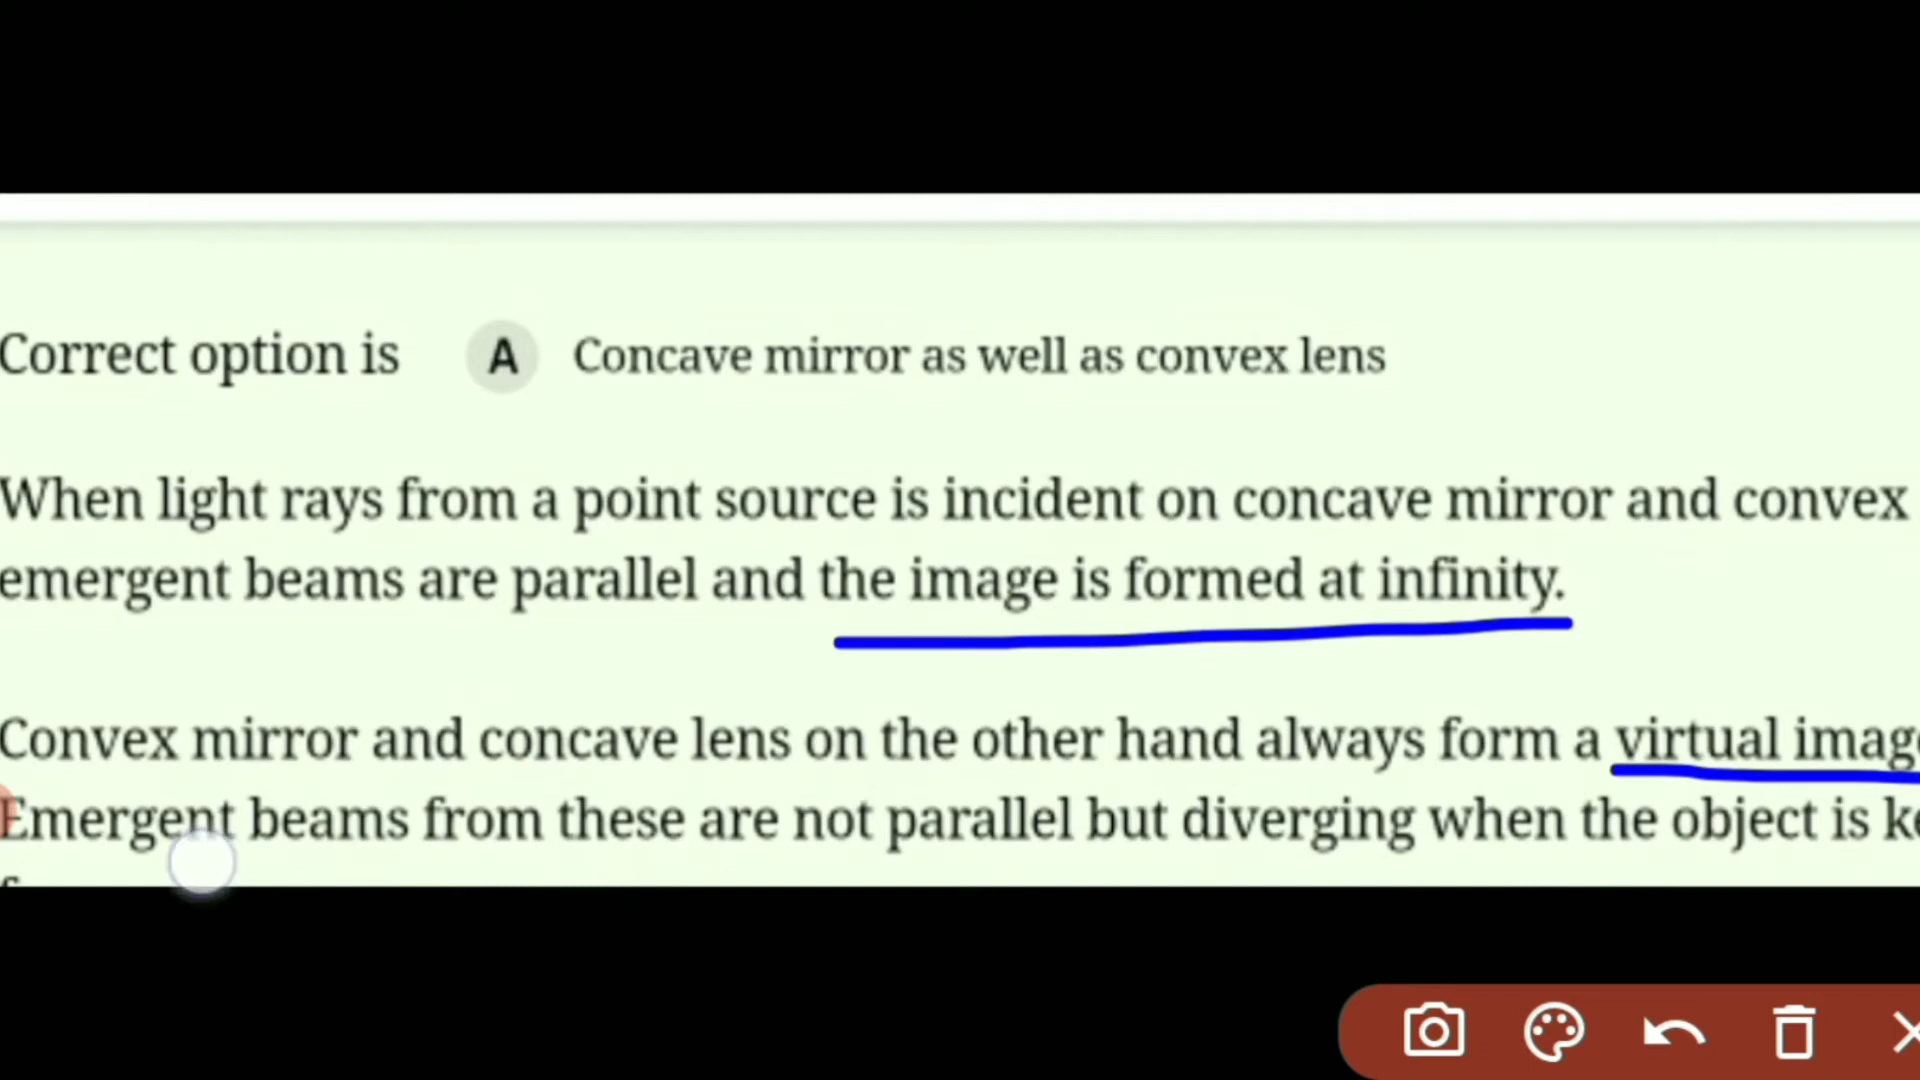 Correct option is A Concave mirror as well as convex lens
When light rays from a point source is incident on concave mirror and convex
emergent beams are parallel and the image is formed at infinity.
Convex mirror and concave lens on the other hand always form a virtual image
Emergent beams from these are not parallel but diverging when the object is